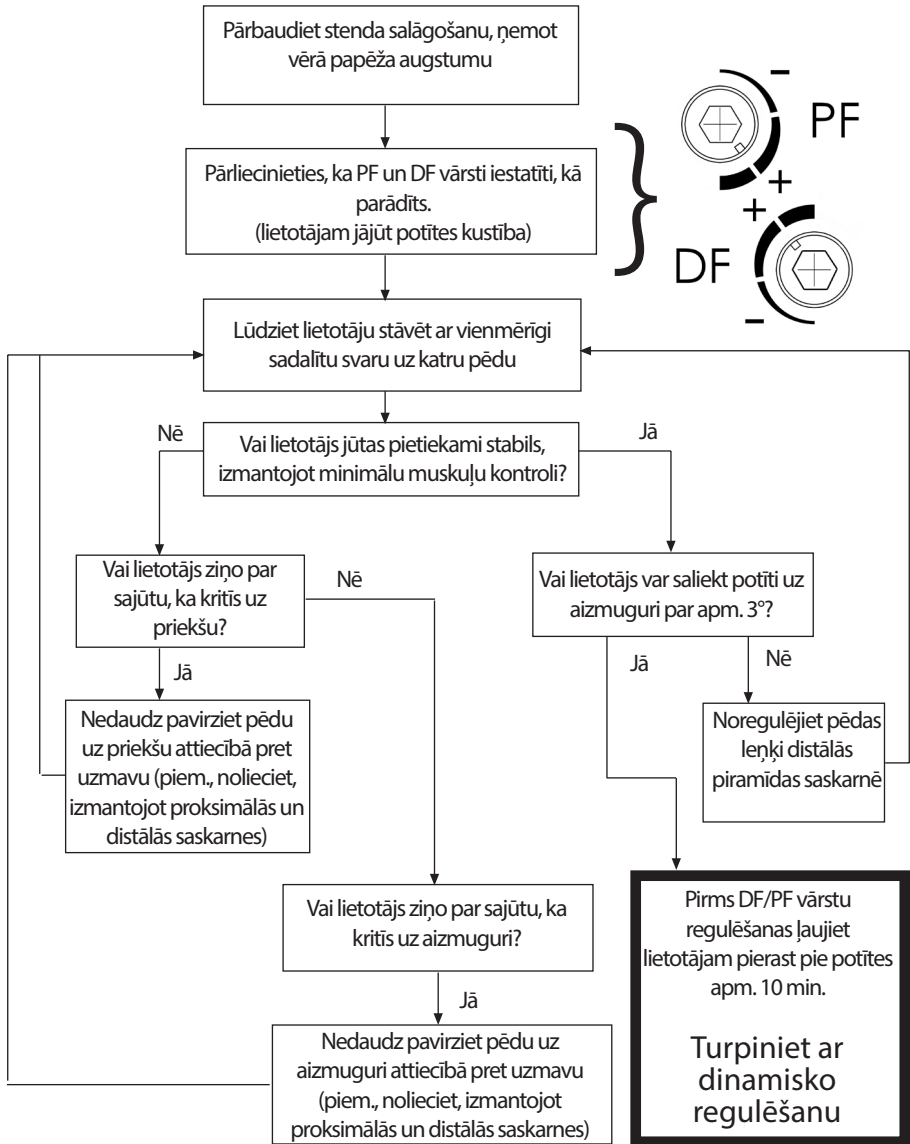 Pārbaudiet stenda salāgošanu, ņemot
vērā papēža augstumu
-
PF
+
Pārliecinieties, ka PF un DF vārsti iestatīti, kā
parādīts.
(lietotājam jājūt potītes kustība)
+
DF
-
Lūdziet lietotāju stāvēt ar vienmērīgi
sadalītu svaru uz katru pēdu
Nē
Vai lietotājs jūtas pietiekami stabils,
izmantojot minimālu muskuļu kontroli?
Jā
Vai lietotājs ziņo par
sajūtu, ka kritīs uz
priekšu?
Nē
Jā
Vai lietotājs var saliekt potīti uz
aizmuguri par apm. 3°?
Jā
Nē
Nedaudz pavirziet pēdu
uz priekšu attiecībā pret
uzmavu (piem., nolieciet,
izmantojot proksimālās un
distālās saskarnes)
Noregulējiet pēdas
leņķi distālās
piramīdas saskarnē
Vai lietotājs ziņo par sajūtu, ka
kritīs uz aizmuguri?
Jā
Nedaudz pavirziet pēdu uz
aizmuguri attiecībā pret uzmavu
(piem., nolieciet, izmantojot
proksimālās un distālās saskarnes)
Pirms DF/PF vārstu
regulēšanas ļaujiet
lietotājam pierast pie potītes
apm. 10 min.
Turpiniet ar
dinamisko
regulēšanu